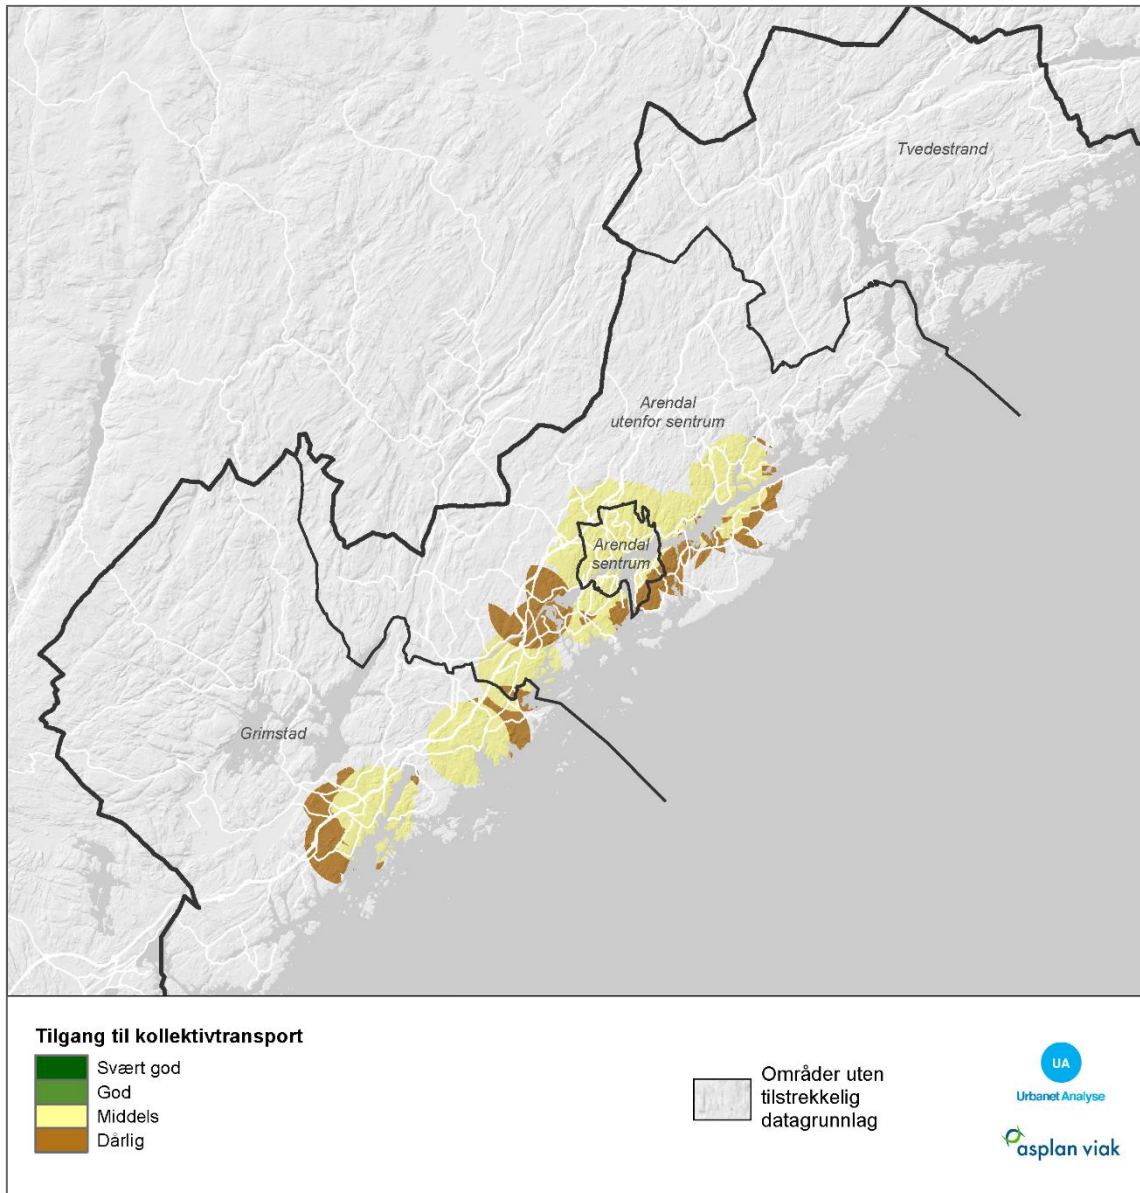 Tvedestrand
Arendal
utenfor sentrum
Arendal
sentrum
Grimstad
Tilgang til kollektivtransport
Svært god
God
Middels
Dårlig
Områder uten
tilstrekkelig
datagrunnlag
UA
Urbanet Analyse
asplan viak